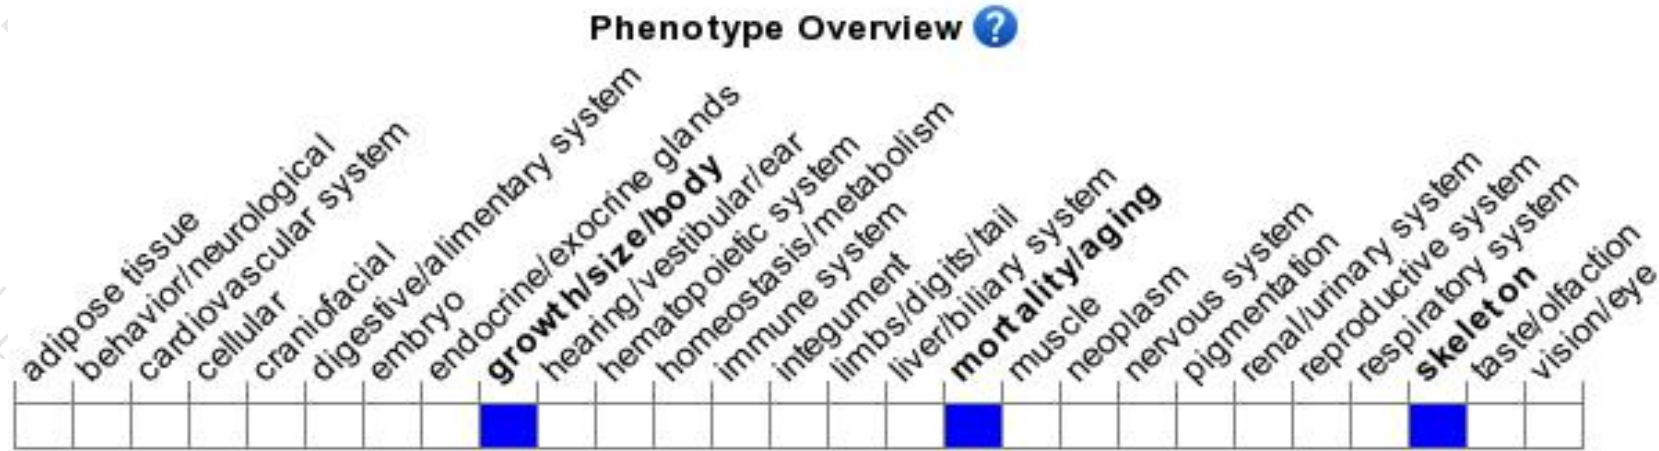 Phenotype Overview ?
adipose tissue
behavior/neurological
cardiovascular system
cellular
craniofacial
digestive/alimentary system
embryo
endocrine/exocrine glands
growth/size/body
hearing/vestibular/ear
hematopoietic system
homeostasis/metabolism
immune system
integument
limbs/digits/tail
liver/biliary system
mortality/aging
muscle
neoplasm
nervous system
pigmentation
renal/urinary system
reproductive system
respiratory system
skeleton
taste/olfaction
vision/eye